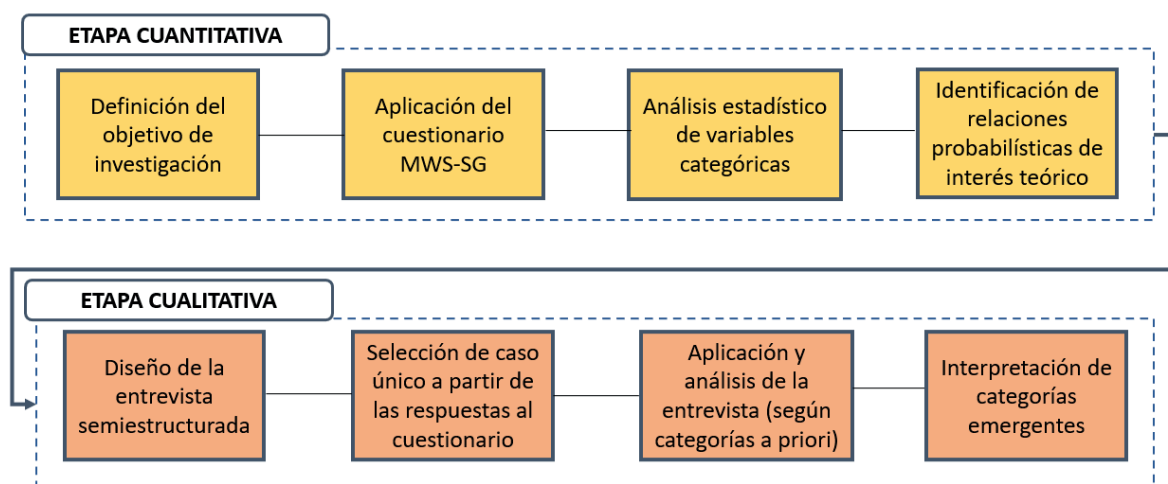 ETAPA CUANTITATIVA
Definición del
objetivo de
investigación
Aplicación del
cuestionario
MWS-SG
Análisis estadístico
de variables
categóricas
Identificación de
relaciones
probabilísticas de
interés teórico
ETAPA CUALITATIVA
Diseño de la
entrevista
semiestructurada
Selección de caso
único a partir de
las respuestas al
cuestionario
Aplicación y
análisis de la
entrevista (según
categorías a priori)
Interpretación de
categorías
emergentes